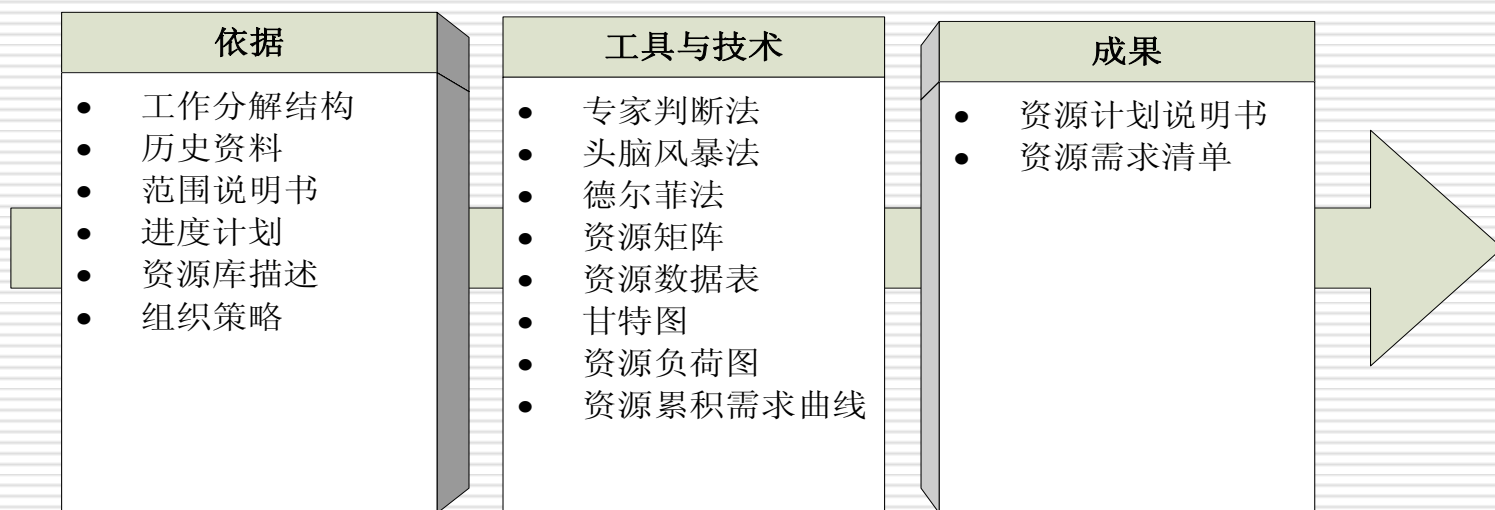 依据
● 工作分解结构
● 历史资料
● 范围说明书
● 进度计划
● 资源库描述
● 组织策略
工具与技术
● 专家判断法
● 头脑风暴法
● 德尔菲法
● 资源矩阵
● 资源数据表
● 甘特图
● 资源负荷图
● 资源累积需求曲线
成果
● 资源计划说明书
● 资源需求清单